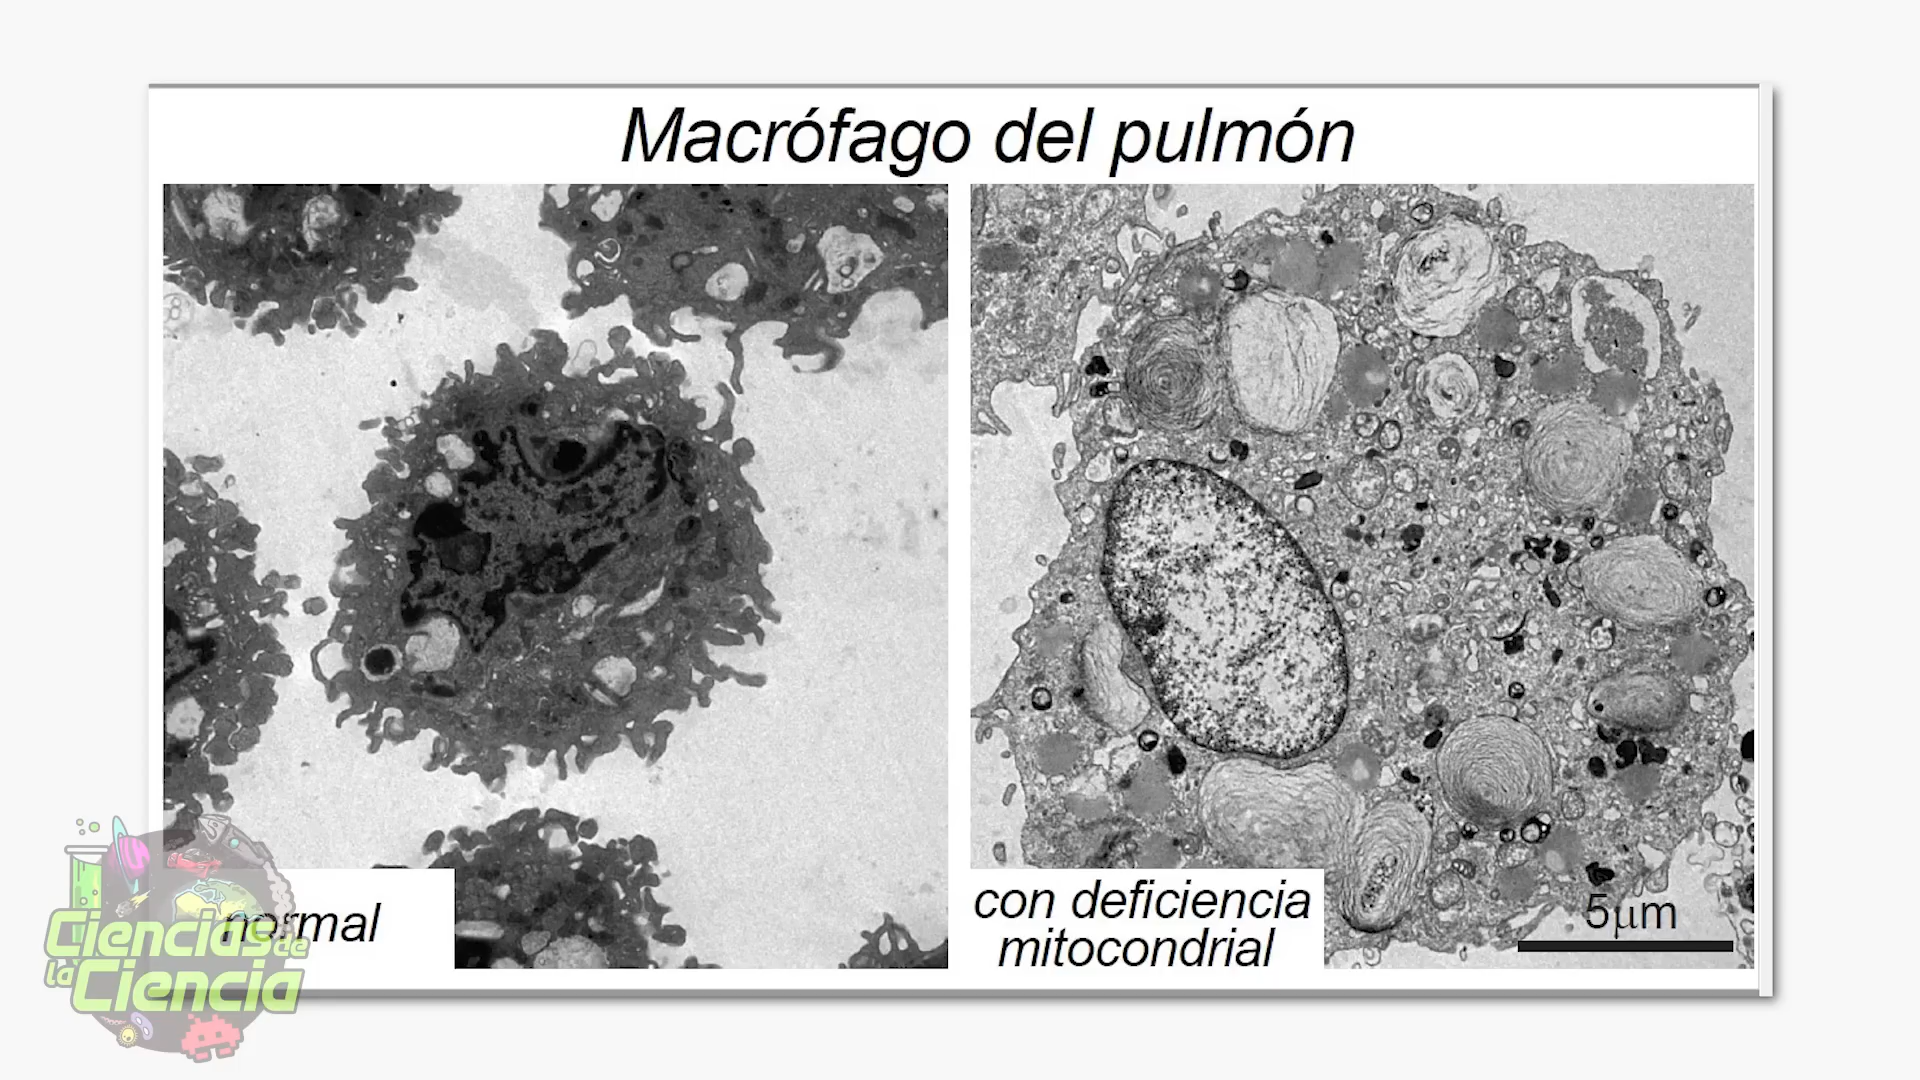 Macrófago del pulmón
normal
con deficiencia
mitocondrial
5μm
Ciencias de
la Ciencia